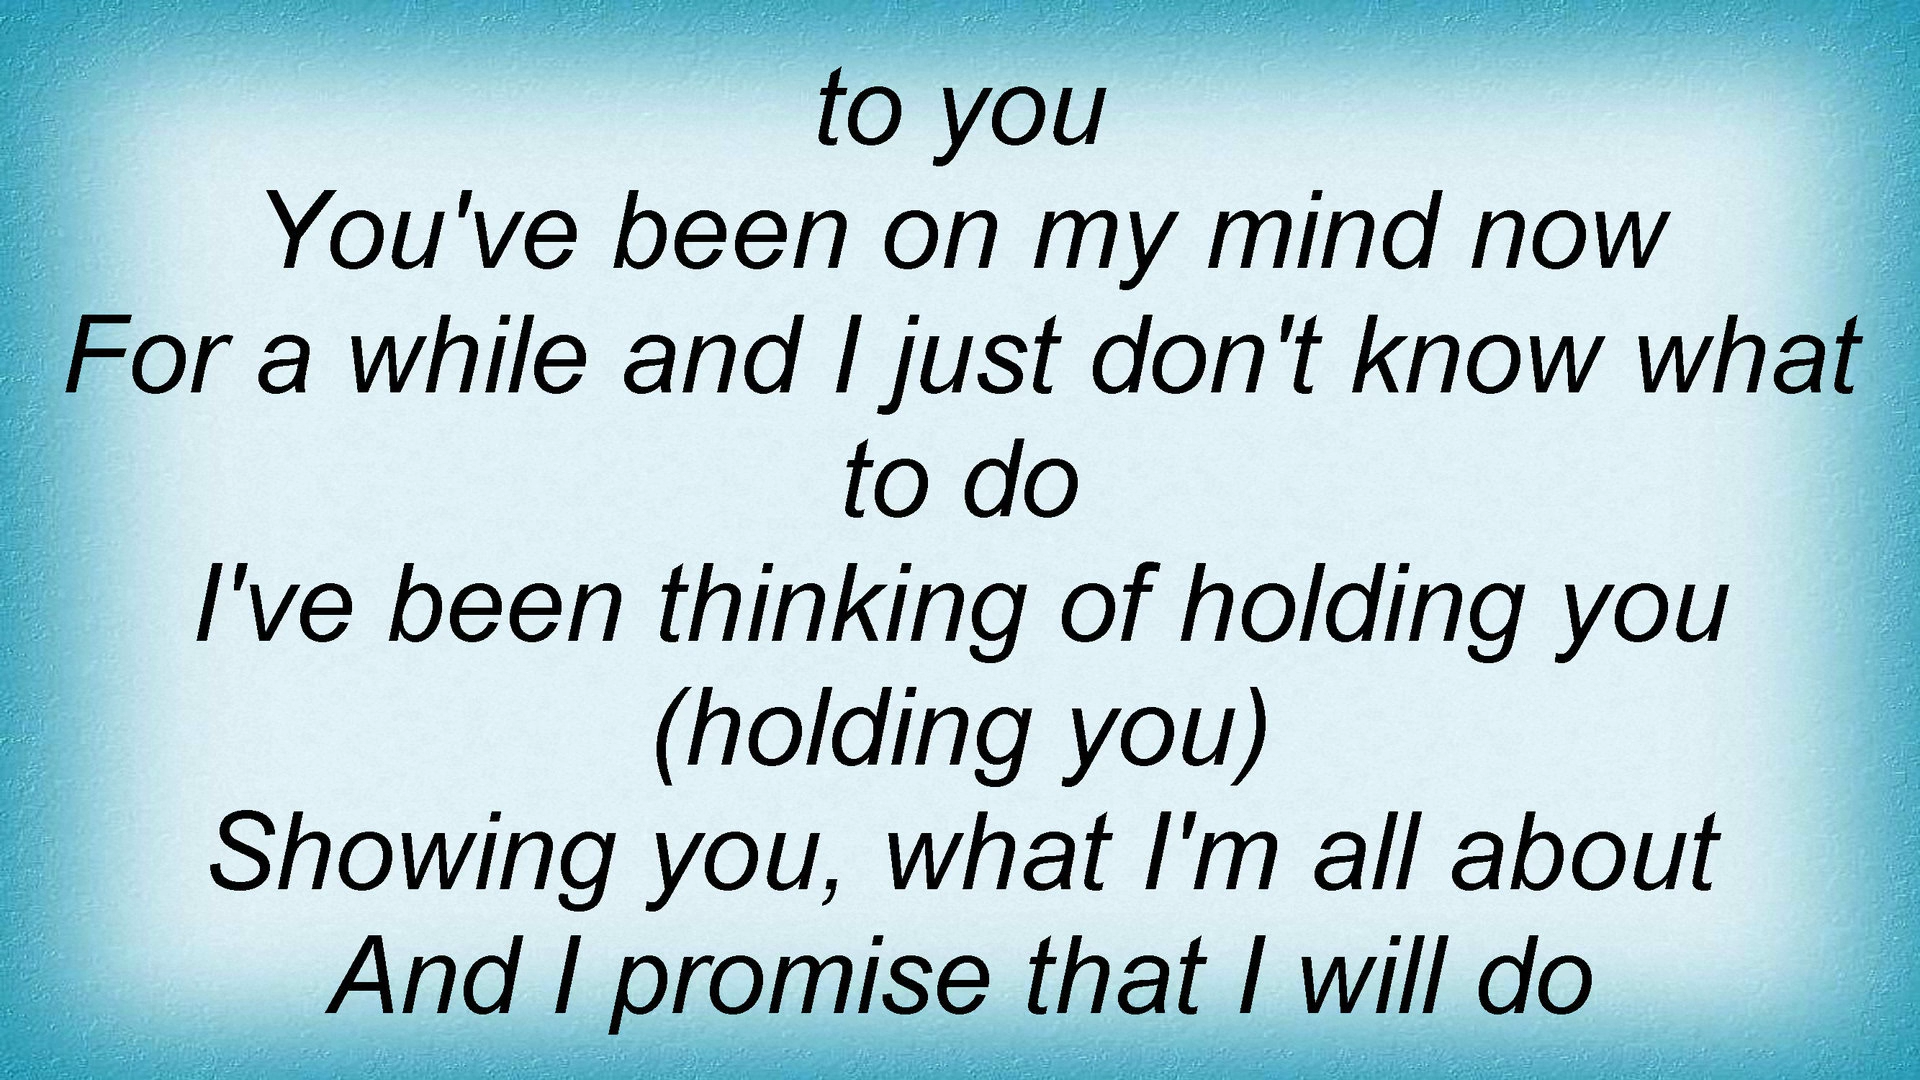 to you
You've been on my mind now
For a while and I just don't know what
to do
I've been thinking of holding you
(holding you)
Showing you, what I'm all about
And I promise that I will do